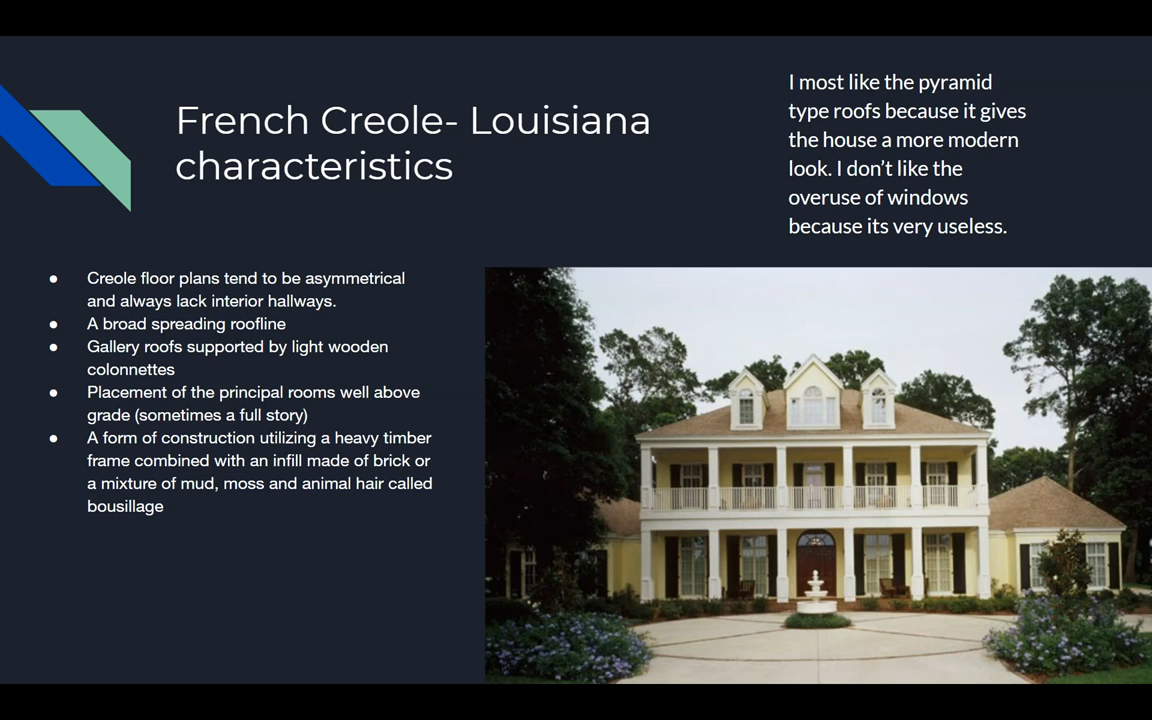 French Creole- Louisiana
characteristics
I most like the pyramid
type roofs because it gives
the house a more modern
look. I don’t like the
overuse of windows
because its very useless.
● Creole floor plans tend to be asymmetrical
and always lack interior hallways.
● A broad spreading roofline
● Gallery roofs supported by light wooden
colonnettes
● Placement of the principal rooms well above
grade (sometimes a full story)
● A form of construction utilizing a heavy timber
frame combined with an infill made of brick or
a mixture of mud, moss and animal hair called
bousillage